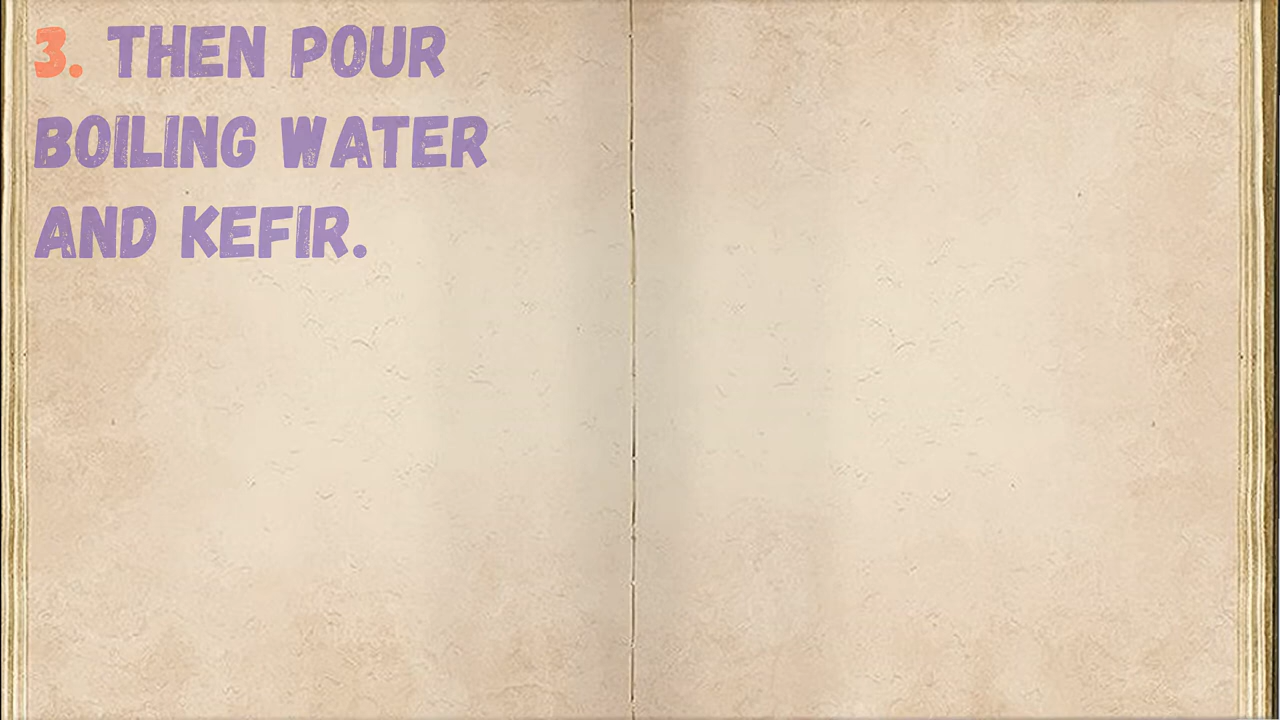 3. THEN POUR
BOILING WATER
AND KEFIR.